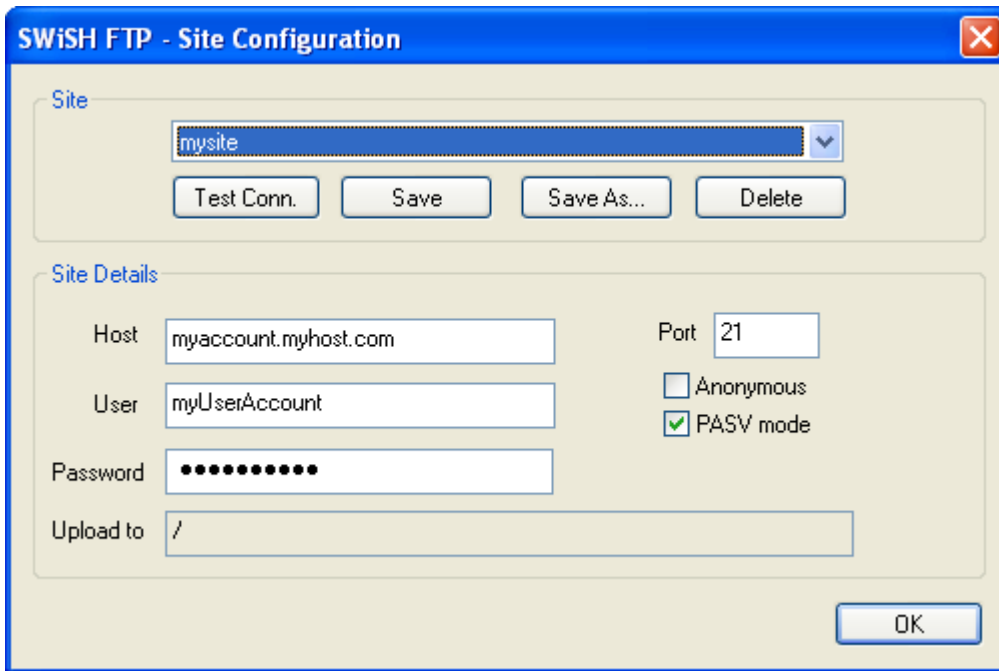 SWiSH FTP - Site Configuration
Site
mysite
Test Conn. Save Save As... Delete
Site Details
Host myaccount.myhost.com Port 21
Anonymous
User myUserAccount
PASV mode
Password ●●●●●●●●●●
Upload to /
OK